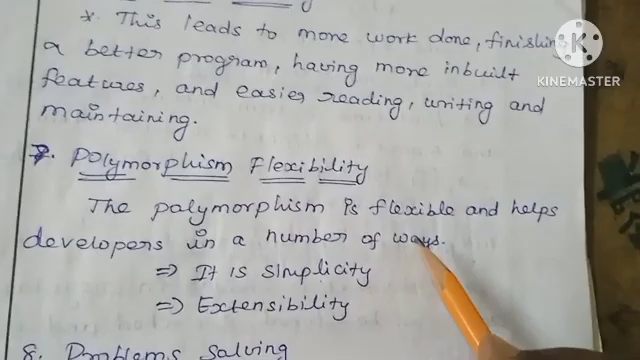 * This leads to more work done, finishing
a better program, having more inbuilt
features, and easier reading, writing and
maintaining.
7. Polymorphism Flexibility
The polymorphism is flexible and helps
developers in a number of ways.
⇒ It is simplicity
⇒ Extensibility
8. Problems Solving
KINEMASTER